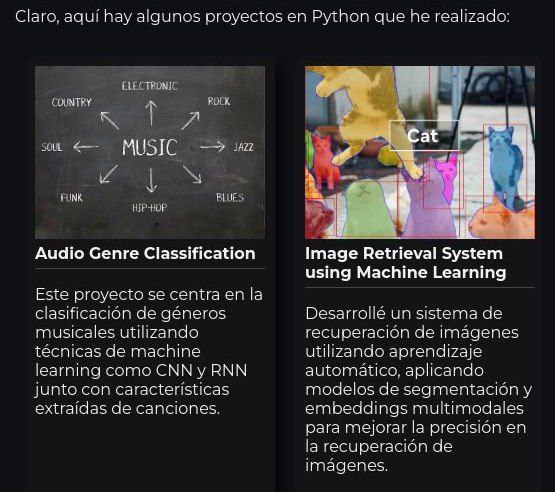 Claro, aquí hay algunos proyectos en Python que he realizado:
ELECTRONIC
COUNTRY
ROCK
SOUL
MUSIC
JAZZ
FUNK
BLUES
HIP-HOP
Audio Genre Classification
Este proyecto se centra en la
clasificación de géneros
musicales utilizando
técnicas de machine
learning como CNN y RNN
junto con características
extraídas de canciones.
Cat
Image Retrieval System
using Machine Learning
Desarrollé un sistema de
recuperación de imágenes
utilizando aprendizaje
automático, aplicando
modelos de segmentación y
embeddings multimodales
para mejorar la precisión en
la recuperación de
imágenes.